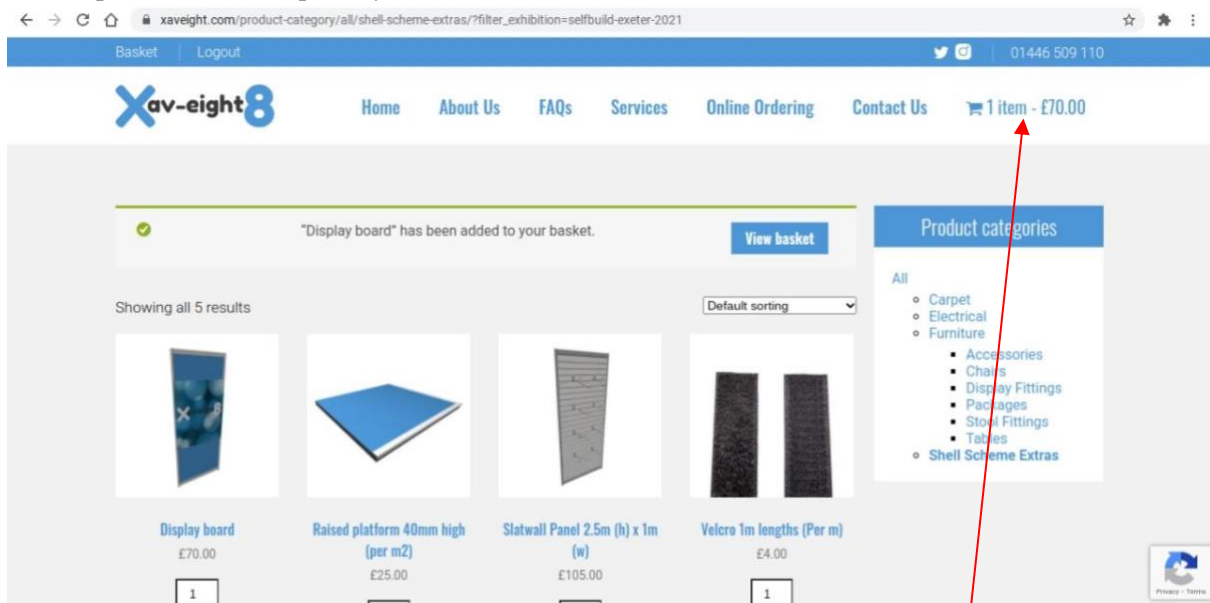 xaveight.com/product-category/all/shell-scheme-extras/?filter_exhibition=selfbuild-exeter-2021
Basket Logout 01446 509 110
Xav-eight8 Home About Us FAQs Services Online Ordering Contact Us 1 item - £70.00
"Display board" has been added to your basket. View basket
Product categories
Showing all 5 results Default sorting
All
Carpet
Electrical
Furniture
Accessories
Chairs
Display Fittings
Packages
Stool Fittings
Tables
Shell Scheme Extras
X 8
Display board
£70.00
1
Raised platform 40mm high
(per m2)
£25.00
Slatwall Panel 2.5m (h) x 1m
(w)
£105.00
Velcro 1m lengths (Per m)
£4.00
1
Privacy - Terms